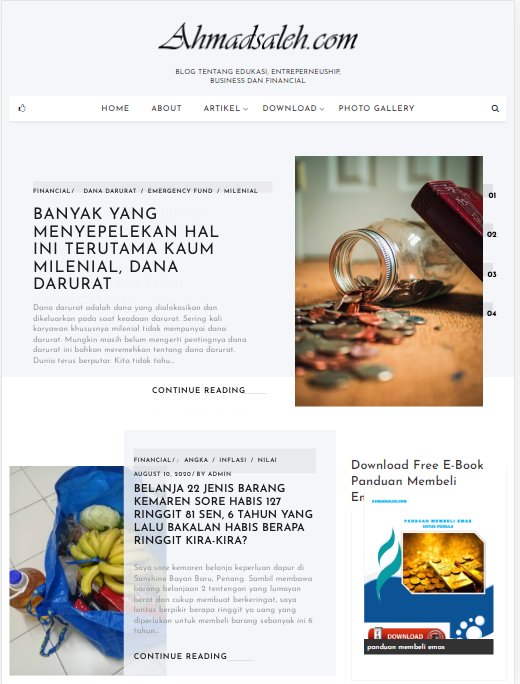 Ahmadsaleh.com
BLOG TENTANG EDUKASI, ENTREPERNEUSHIP,
BUSINESS DAN FINANCIAL
HOME ABOUT ARTIKEL DOWNLOAD PHOTO GALLERY
FINANCIAL / DANA DARURAT / EMERGENCY FUND / MILENIAL
BANYAK YANG
MENYEPELEKAN HAL
INI TERUTAMA KAUM
MILENIAL, DANA
DARURAT
Dana darurat adalah dana yang dialokasikan dan
dikeluarkan pada saat keadaan darurat. Sering kali
karyawan khususnya milenial tidak mempunyai dana
darurat. Mungkin masih belum mengerti pentingnya dana
darurat ini bahkan meremehkan tentang dana darurat.
Dunia terus berputar. Kita tidak tahu...
CONTINUE READING
01
02
03
04
FINANCIAL / : ANGKA / INFLASI / NILAI
AUGUST 10, 2020 / BY ADMIN
BELANJA 22 JENIS BARANG
KEMAREN SORE HABIS 127
RINGGIT 81 SEN, 6 TAHUN YANG
LALU BAKALAN HABIS BERAPA
RINGGIT KIRA-KIRA?
Saya sore kemaren belanja keperluan dapur di
Sunshine Bayan Baru, Penang. Sambil membawa
barang belanjaan 2 tentengan yang lumayan
berat dan cukup membuat berkeringat, saya
lantas berpikir berapa ringgit ya uang yang
diperlukan untuk membeli barang sebanyak ini 6
tahun...
CONTINUE READING
Download Free E-Book
Panduan Membeli
En
AHMADSALEH.COM
PANDUAN MEMBELI EMAS
UNTUK PEMULA
DOWNLOAD
panduan membeli emas